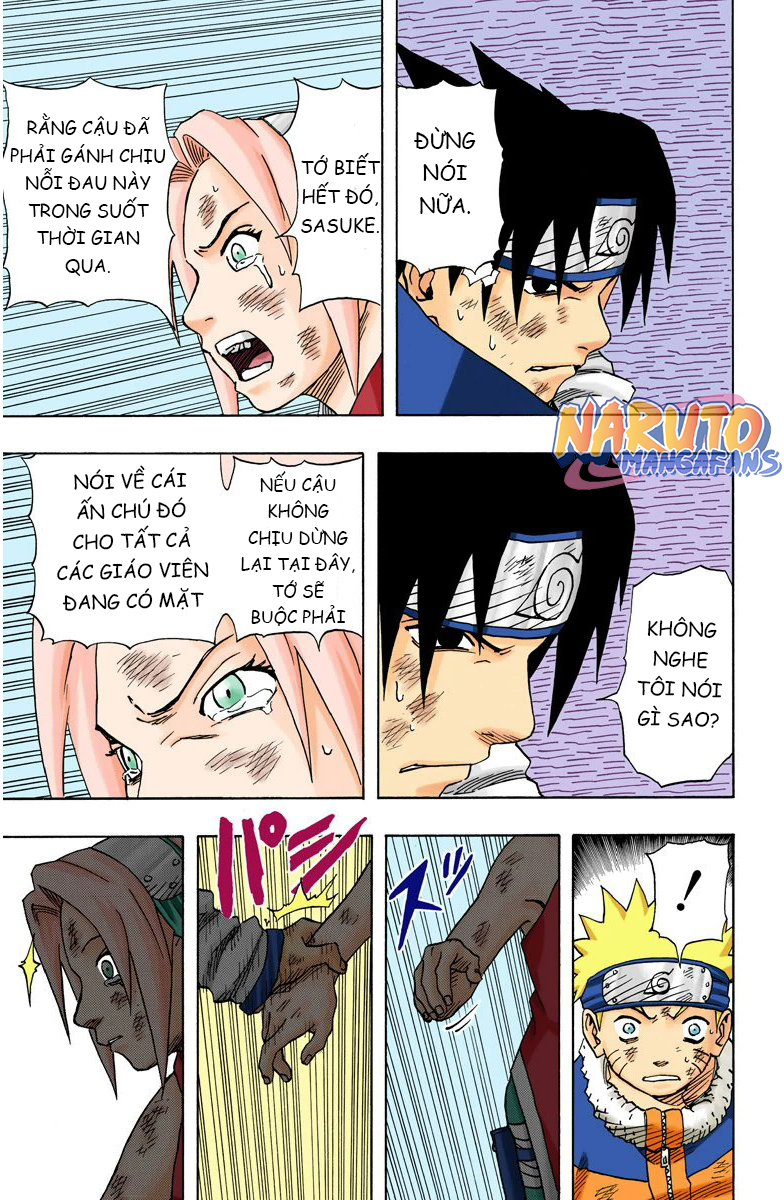 ĐỪNG
NÓI
NỮA.
TỚ BIẾT
HẾT ĐÓ,
SASUKE.
RẰNG CẬU ĐÃ
PHẢI GÁNH CHỊU
NỖI ĐAU NÀY
TRONG SUỐT
THỜI GIAN
QUA.
NARUTO
MANGAFANS
KHÔNG
NGHE
TÔI NÓI
GÌ SAO?
NẾU CẬU
KHÔNG
CHỊU DỪNG
LẠI TẠI ĐÂY,
TỚ SẼ
BUỘC PHẢI
NÓI VỀ CÁI
ẤN CHÚ ĐÓ
CHO TẤT CẢ
CÁC GIÁO VIÊN
ĐANG CÓ MẶT
!
ズッ
パシ